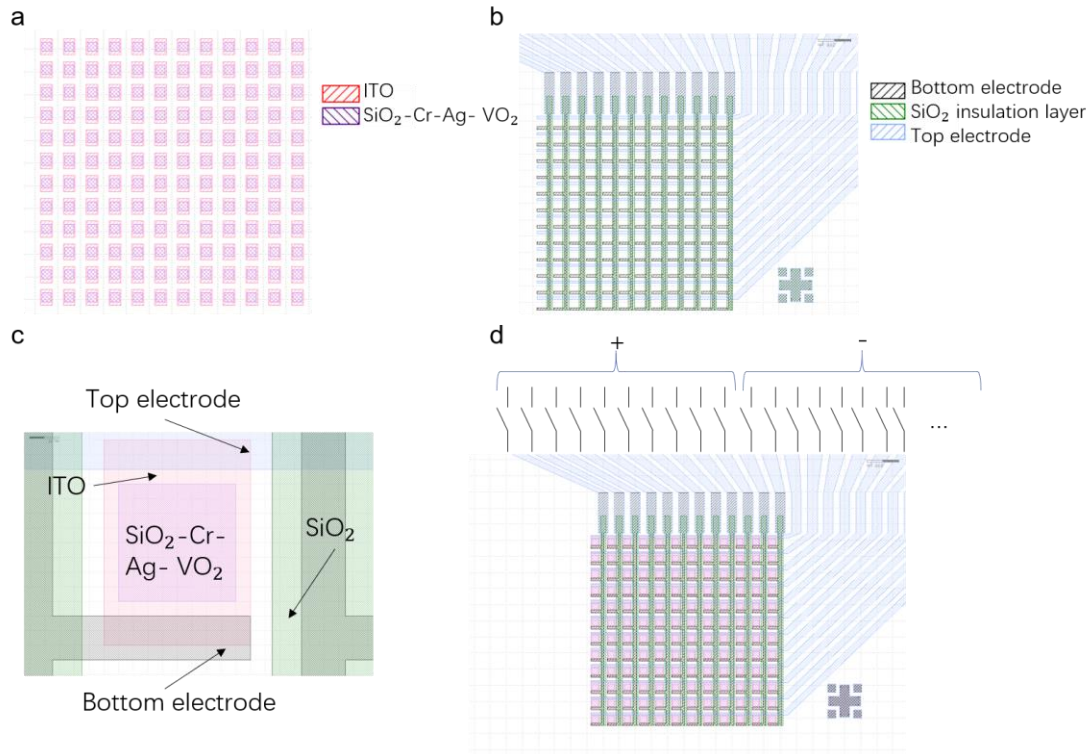 a
ITO
SiO₂-Cr-Ag- VO₂
b
Bottom electrode
SiO₂ insulation layer
Top electrode
c
Top electrode
ITO
SiO₂-Cr-
Ag- VO₂
SiO₂
Bottom electrode
d
+
-
...